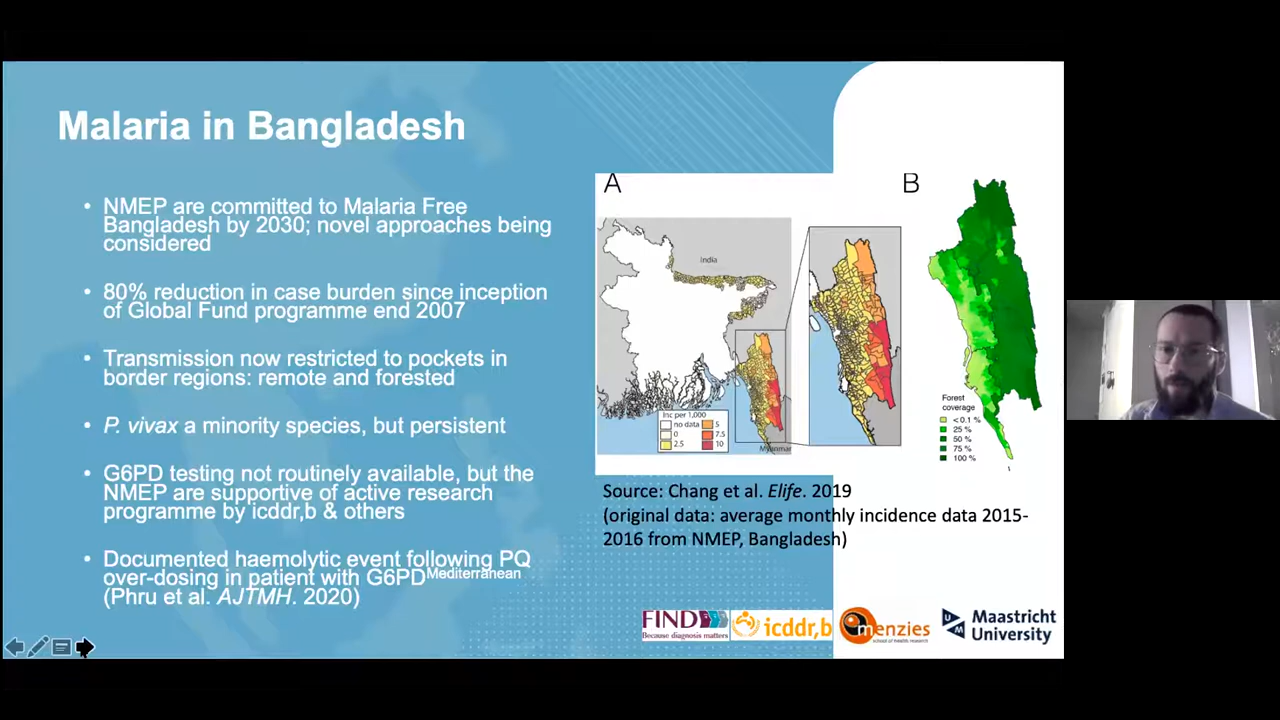 Malaria in Bangladesh
• NMEP are committed to Malaria Free
Bangladesh by 2030; novel approaches being
considered
• 80% reduction in case burden since inception
of Global Fund programme end 2007
• Transmission now restricted to pockets in
border regions: remote and forested
• P. vivax a minority species, but persistent
• G6PD testing not routinely available, but the
NMEP are supportive of active research
programme by icddr,b & others
• Documented haemolytic event following PQ
over-dosing in patient with G6PDMediterranean
(Phru et al. AJTMH. 2020)
A
India
Inc per 1,000
no data
0
2.5
5
7.5
10
Myanmar
B
Forest
coverage
< 0.1 %
25 %
50 %
75 %
100 %
Source: Chang et al. Elife. 2019
(original data: average monthly incidence data 2015-
2016 from NMEP, Bangladesh)
FIND
Because diagnosis matters
icddr,b
menzies
school of health research
UM
Maastricht
University